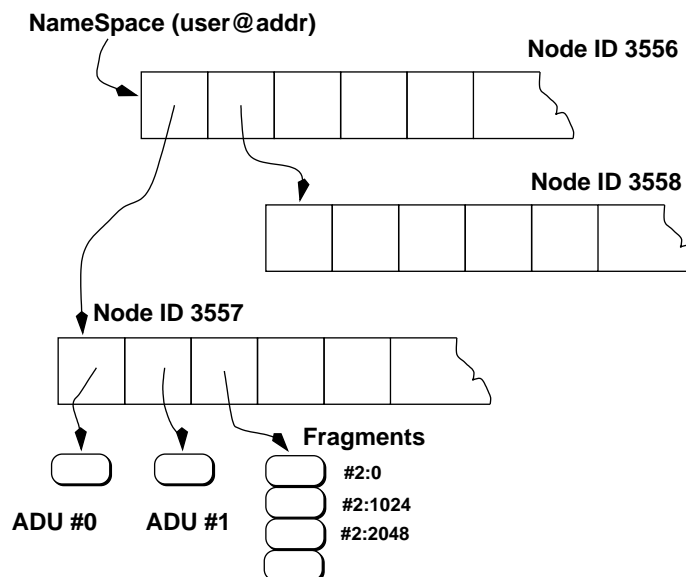 NameSpace (user@addr)
Node ID 3556
Node ID 3558
Node ID 3557
Fragments
#2:0
#2:1024
#2:2048
ADU #0
ADU #1